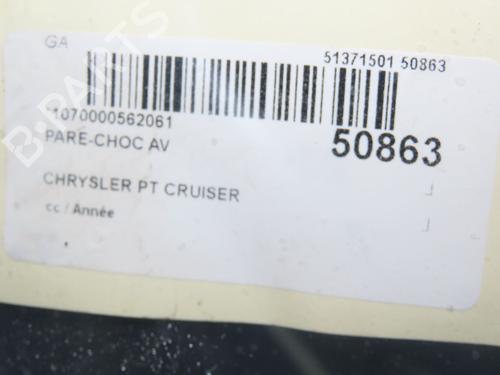 GA
51371501 50863
1070000562061
50863
PARE-CHOC AV
CHRYSLER PT CRUISER
cc / Année
B-PARTS